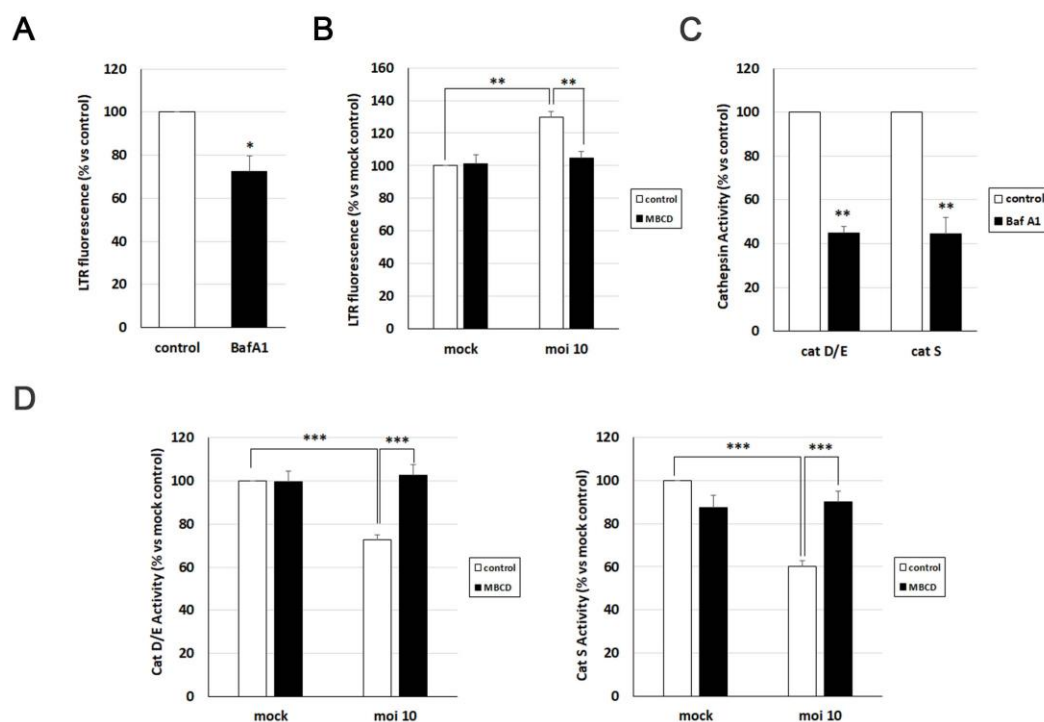 A
LTR fluorescence (% vs control)
120
100
80
60
40
20
0
*
control
BafA1
B
LTR fluorescence (% vs mock control)
160
140
120
100
80
60
40
20
0
**
**
mock
moi 10
control
MBCD
C
Cathepsin Activity (% vs control)
120
100
80
60
40
20
0
**
**
cat D/E
cat S
control
Baf A1
D
Cat D/E Activity (% vs mock control)
120
100
80
60
40
20
0
***
***
mock
moi 10
control
MBCD
Cat S Activity (% vs mock control)
120
100
80
60
40
20
0
***
***
mock
moi 10
control
MBCD